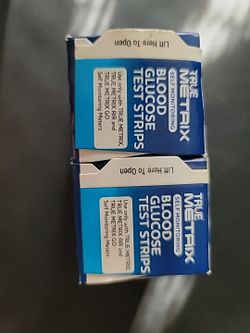 Lift Here To Open
TRUE
METRIX
SELF MONITORING
BLOOD
GLUCOSE
TEST STRIPS
Use only with TRUE METRIX,
TRUE METRIX AIR and
TRUE METRIX GO
Self Monitoring Meters
Lift Here To Open
TRUE
METRIX
SELF MONITORING
BLOOD
GLUCOSE
TEST STRIPS
Use only with TRUE METRIX,
TRUE METRIX AIR and
TRUE METRIX GO
Self Monitoring Meters